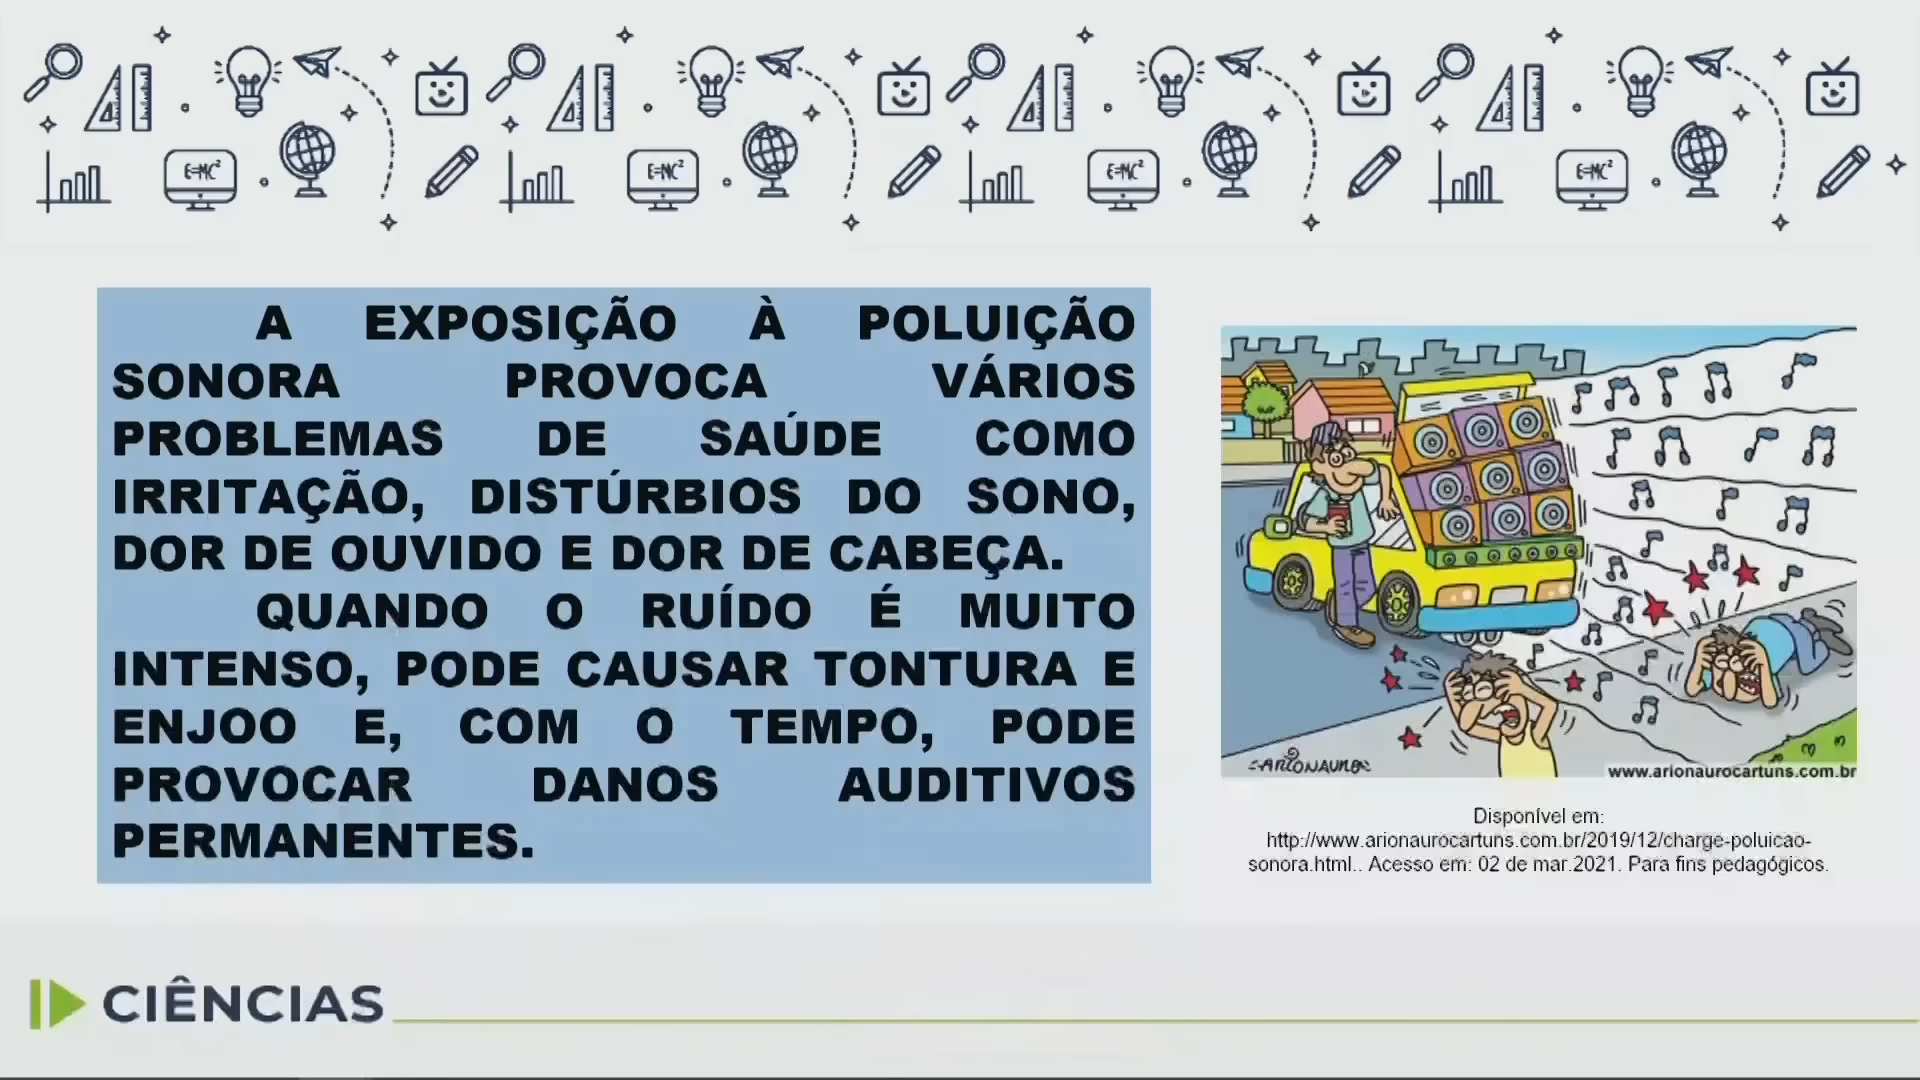 E=MC²
E=MC²
E=MC²
E=MC²
A EXPOSIÇÃO À POLUIÇÃO
SONORA PROVOCA VÁRIOS
PROBLEMAS DE SAÚDE COMO
IRRITAÇÃO, DISTÚRBIOS DO SONO,
DOR DE OUVIDO E DOR DE CABEÇA.
QUANDO O RUÍDO É MUITO
INTENSO, PODE CAUSAR TONTURA E
ENJOO E, COM O TEMPO, PODE
PROVOCAR DANOS AUDITIVOS
PERMANENTES.
ARIONAURO
www.arionaurocartuns.com.br
Disponível em:
http://www.arionaurocartuns.com.br/2019/12/charge-poluicao-
sonora.html.. Acesso em: 02 de mar.2021. Para fins pedagógicos.
CIÊNCIAS